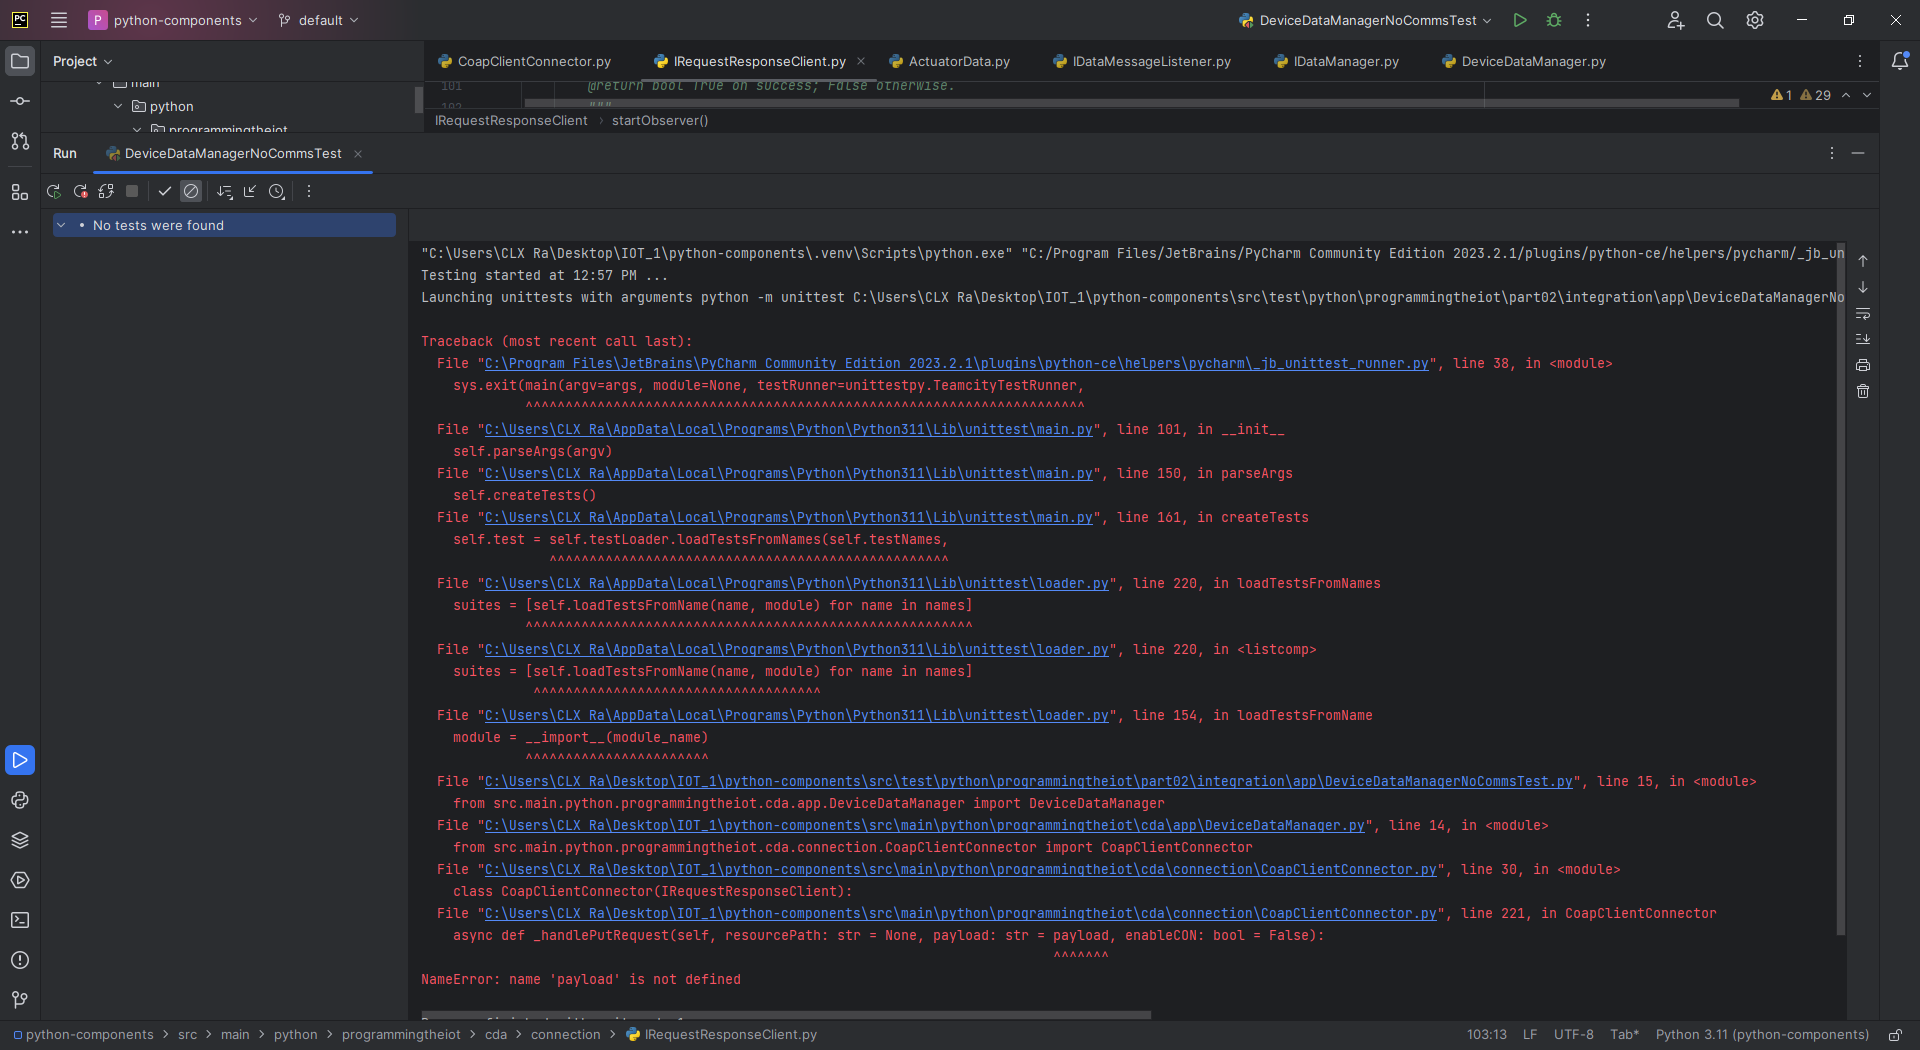 PC
P python-components default DeviceDataManagerNoCommsTest
Project
CoapClientConnector.py IRequestResponseClient.py ActuatorData.py IDataMessageListener.py IDataManager.py DeviceDataManager.py
main
python
programmingtheiot
101 @return bool True on success; False otherwise.
102 """
1 29
IRequestResponseClient startObserver()
Run DeviceDataManagerNoCommsTest
No tests were found
"C:\Users\CLX Ra\Desktop\IOT_1\python-components\.venv\Scripts\python.exe" "C:/Program Files/JetBrains/PyCharm Community Edition 2023.2.1/plugins/python-ce/helpers/pycharm/_jb_un
Testing started at 12:57 PM ...
Launching unittests with arguments python -m unittest C:\Users\CLX Ra\Desktop\IOT_1\python-components\src\test\python\programmingtheiot\part02\integration\app\DeviceDataManagerNo
Traceback (most recent call last):
File "C:\Program Files\JetBrains\PyCharm Community Edition 2023.2.1\plugins\python-ce\helpers\pycharm\_jb_unittest_runner.py", line 38, in <module>
sys.exit(main(argv=args, module=None, testRunner=unittestpy.TeamcityTestRunner,
^^^^^^^^^^^^^^^^^^^^^^^^^^^^^^^^^^^^^^^^^^^^^^^^^^^^^^^^^^^^^^^^^^^^^^
File "C:\Users\CLX Ra\AppData\Local\Programs\Python\Python311\Lib\unittest\main.py", line 101, in __init__
self.parseArgs(argv)
File "C:\Users\CLX Ra\AppData\Local\Programs\Python\Python311\Lib\unittest\main.py", line 150, in parseArgs
self.createTests()
File "C:\Users\CLX Ra\AppData\Local\Programs\Python\Python311\Lib\unittest\main.py", line 161, in createTests
self.test = self.testLoader.loadTestsFromNames(self.testNames,
^^^^^^^^^^^^^^^^^^^^^^^^^^^^^^^^^^^^^^^^^^^^^^^^^^
File "C:\Users\CLX Ra\AppData\Local\Programs\Python\Python311\Lib\unittest\loader.py", line 220, in loadTestsFromNames
suites = [self.loadTestsFromName(name, module) for name in names]
^^^^^^^^^^^^^^^^^^^^^^^^^^^^^^^^^^^^^^^^^^^^^^^^^^^^^^^^
File "C:\Users\CLX Ra\AppData\Local\Programs\Python\Python311\Lib\unittest\loader.py", line 220, in <listcomp>
suites = [self.loadTestsFromName(name, module) for name in names]
^^^^^^^^^^^^^^^^^^^^^^^^^^^^^^^^^^^^
File "C:\Users\CLX Ra\AppData\Local\Programs\Python\Python311\Lib\unittest\loader.py", line 154, in loadTestsFromName
module = __import__(module_name)
^^^^^^^^^^^^^^^^^^^^^^^
File "C:\Users\CLX Ra\Desktop\IOT_1\python-components\src\test\python\programmingtheiot\part02\integration\app\DeviceDataManagerNoCommsTest.py", line 15, in <module>
from src.main.python.programmingtheiot.cda.app.DeviceDataManager import DeviceDataManager
File "C:\Users\CLX Ra\Desktop\IOT_1\python-components\src\main\python\programmingtheiot\cda\app\DeviceDataManager.py", line 14, in <module>
from src.main.python.programmingtheiot.cda.connection.CoapClientConnector import CoapClientConnector
File "C:\Users\CLX Ra\Desktop\IOT_1\python-components\src\main\python\programmingtheiot\cda\connection\CoapClientConnector.py", line 30, in <module>
class CoapClientConnector(IRequestResponseClient):
File "C:\Users\CLX Ra\Desktop\IOT_1\python-components\src\main\python\programmingtheiot\cda\connection\CoapClientConnector.py", line 221, in CoapClientConnector
async def _handlePutRequest(self, resourcePath: str = None, payload: str = payload, enableCON: bool = False):
^^^^^^^
NameError: name 'payload' is not defined
python-components > src > main > python > programmingtheiot > cda > connection > IRequestResponseClient.py 103:13 LF UTF-8 Tab* Python 3.11 (python-components)